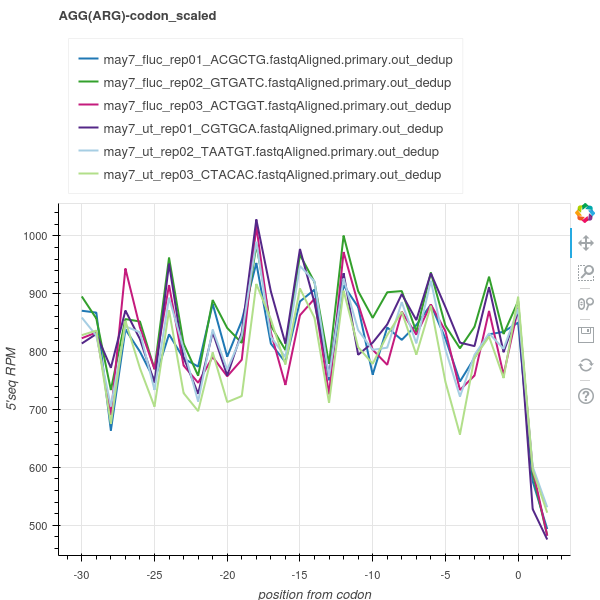 AGG(ARG)-codon_scaled
may7_fluc_rep01_ACGCTG.fastqAligned.primary.out_dedup
may7_fluc_rep02_GTGATC.fastqAligned.primary.out_dedup
may7_fluc_rep03_ACTGGT.fastqAligned.primary.out_dedup
may7_ut_rep01_CGTGCA.fastqAligned.primary.out_dedup
may7_ut_rep02_TAATGT.fastqAligned.primary.out_dedup
may7_ut_rep03_CTACAC.fastqAligned.primary.out_dedup
1000
900
800
700
600
500
5'seq RPM
-30 -25 -20 -15 -10 -5 0
position from codon